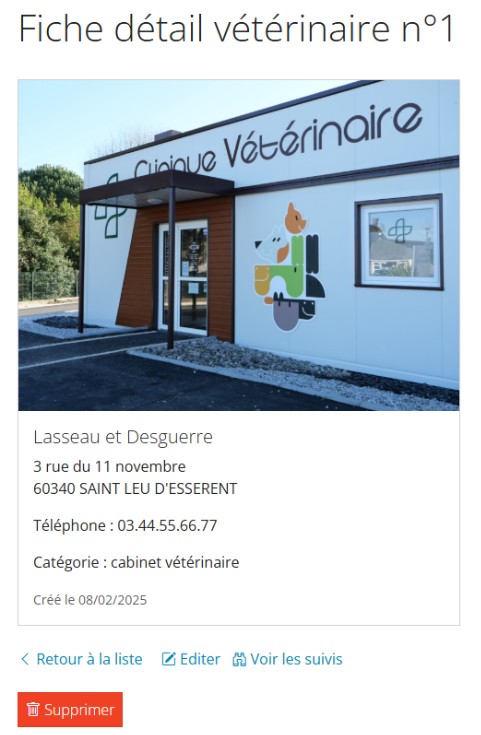 Fiche détail vétérinaire n°1
Clinique Vétérinaire
Lasseau et Desguerre
3 rue du 11 novembre
60340 SAINT LEU D'ESSERENT
Téléphone : 03.44.55.66.77
Catégorie : cabinet vétérinaire
Créé le 08/02/2025
Retour à la liste Editer Voir les suivis
Supprimer